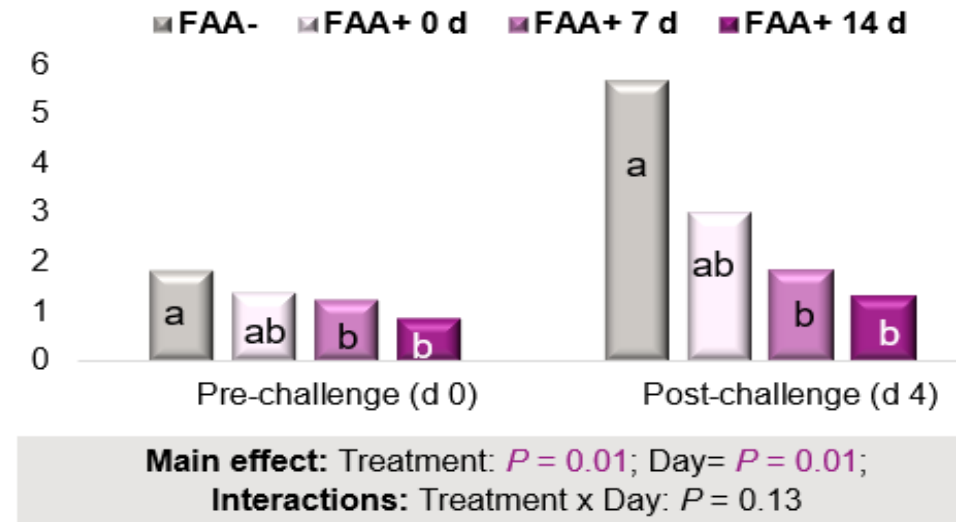 FAA- FAA+ 0 d FAA+ 7 d FAA+ 14 d
6
5
4
3
2
1
0
a ab b b
a ab b b
Pre-challenge (d 0) Post-challenge (d 4)
Main effect: Treatment: P = 0.01; Day= P = 0.01;
Interactions: Treatment x Day: P = 0.13